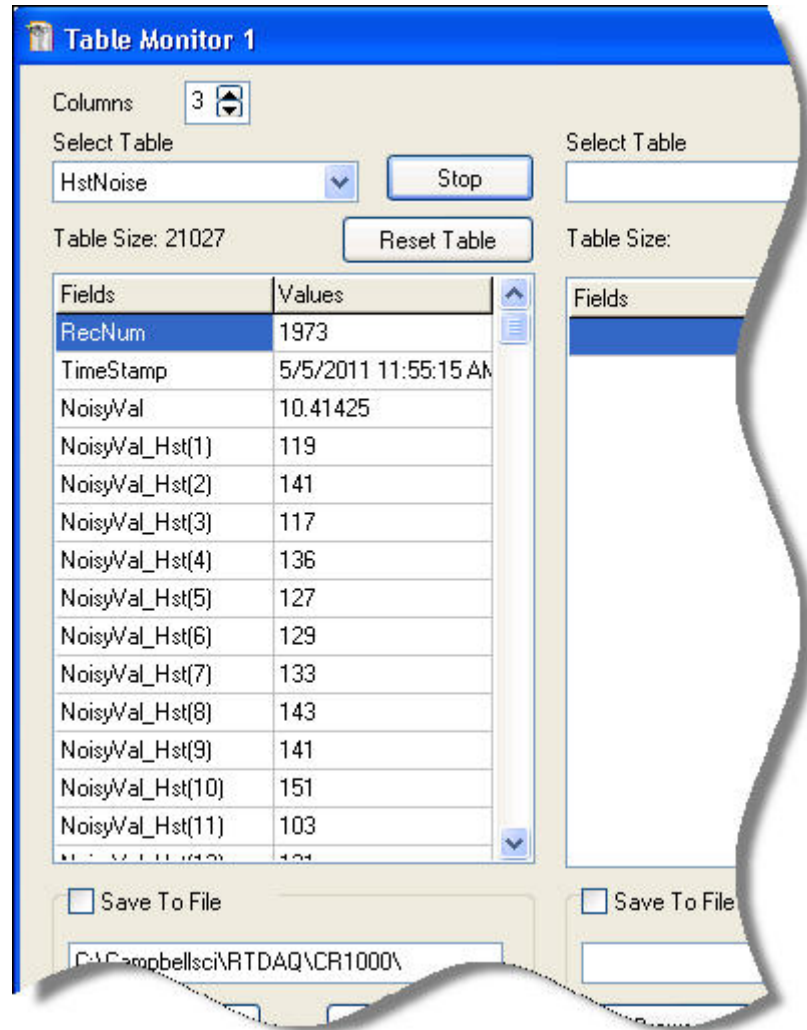 Table Monitor 1
Columns 3
Select Table
HstNoise
Stop
Table Size: 21027
Reset Table
Fields Values
RecNum 1973
TimeStamp 5/5/2011 11:55:15 AM
NoisyVal 10.41425
NoisyVal_Hst(1) 119
NoisyVal_Hst(2) 141
NoisyVal_Hst(3) 117
NoisyVal_Hst(4) 136
NoisyVal_Hst(5) 127
NoisyVal_Hst(6) 129
NoisyVal_Hst(7) 133
NoisyVal_Hst(8) 143
NoisyVal_Hst(9) 141
NoisyVal_Hst(10) 151
NoisyVal_Hst(11) 103
Save To File
C:\Campbellsci\RTDAQ\CR1000\
Select Table
Table Size:
Fields
Save To File